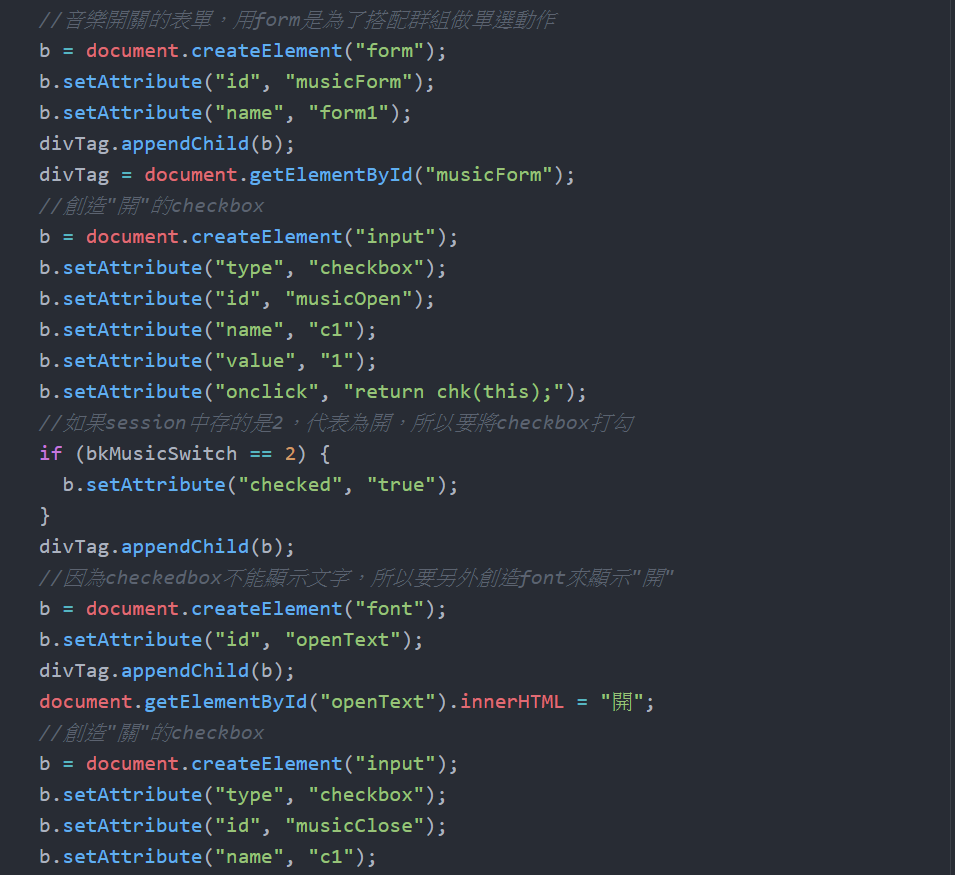 //音樂開關的表單，用form是為了搭配群組做單選動作
b = document.createElement("form");
b.setAttribute("id", "musicForm");
b.setAttribute("name", "form1");
divTag.appendChild(b);
divTag = document.getElementById("musicForm");
//創造"開"的checkbox
b = document.createElement("input");
b.setAttribute("type", "checkbox");
b.setAttribute("id", "musicOpen");
b.setAttribute("name", "c1");
b.setAttribute("value", "1");
b.setAttribute("onclick", "return chk(this);");
//如果session中存的是2，代表為開，所以要將checkbox打勾
if (bkMusicSwitch == 2) {
  b.setAttribute("checked", "true");
}
divTag.appendChild(b);
//因為checkedbox不能顯示文字，所以要另外創造font來顯示"開"
b = document.createElement("font");
b.setAttribute("id", "openText");
divTag.appendChild(b);
document.getElementById("openText").innerHTML = "開";
//創造"關"的checkbox
b = document.createElement("input");
b.setAttribute("type", "checkbox");
b.setAttribute("id", "musicClose");
b.setAttribute("name", "c1");